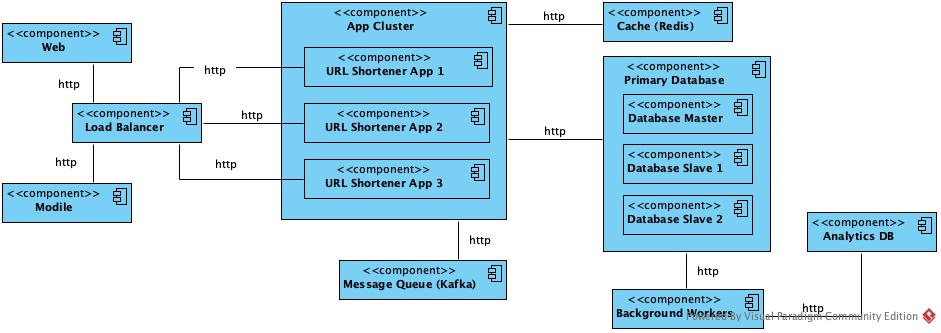 <<component>>
Web
http
<<component>>
Load Balancer
http
<<component>>
Modile
http
http
http
<<component>>
App Cluster
<<component>>
URL Shortener App 1
<<component>>
URL Shortener App 2
<<component>>
URL Shortener App 3
http
<<component>>
Message Queue (Kafka)
http
<<component>>
Cache (Redis)
http
<<component>>
Primary Database
<<component>>
Database Master
<<component>>
Database Slave 1
<<component>>
Database Slave 2
http
<<component>>
Background Workers
http
<<component>>
Analytics DB
Powered By Visual Paradigm Community Edition